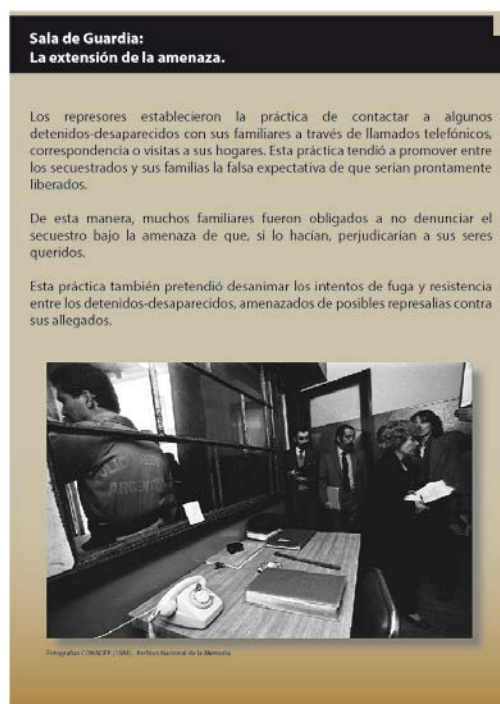 Sala de Guardia:
La extensión de la amenaza.
Los represores establecieron la práctica de contactar a algunos
detenidos-desaparecidos con sus familiares a través de llamados telefónicos,
correspondencia o visitas a sus hogares. Esta práctica tendió a promover entre
los secuestrados y sus familias la falsa expectativa de que serían prontamente
liberados.
De esta manera, muchos familiares fueron obligados a no denunciar el
secuestro bajo la amenaza de que, si lo hacían, perjudicarían a sus seres
queridos.
Esta práctica también pretendió desanimar los intentos de fuga y resistencia
entre los detenidos-desaparecidos, amenazados de posibles represalias contra
sus allegados.
ARGENTINA
Fotografías CONADEP (1984). Archivo Nacional de la Memoria.